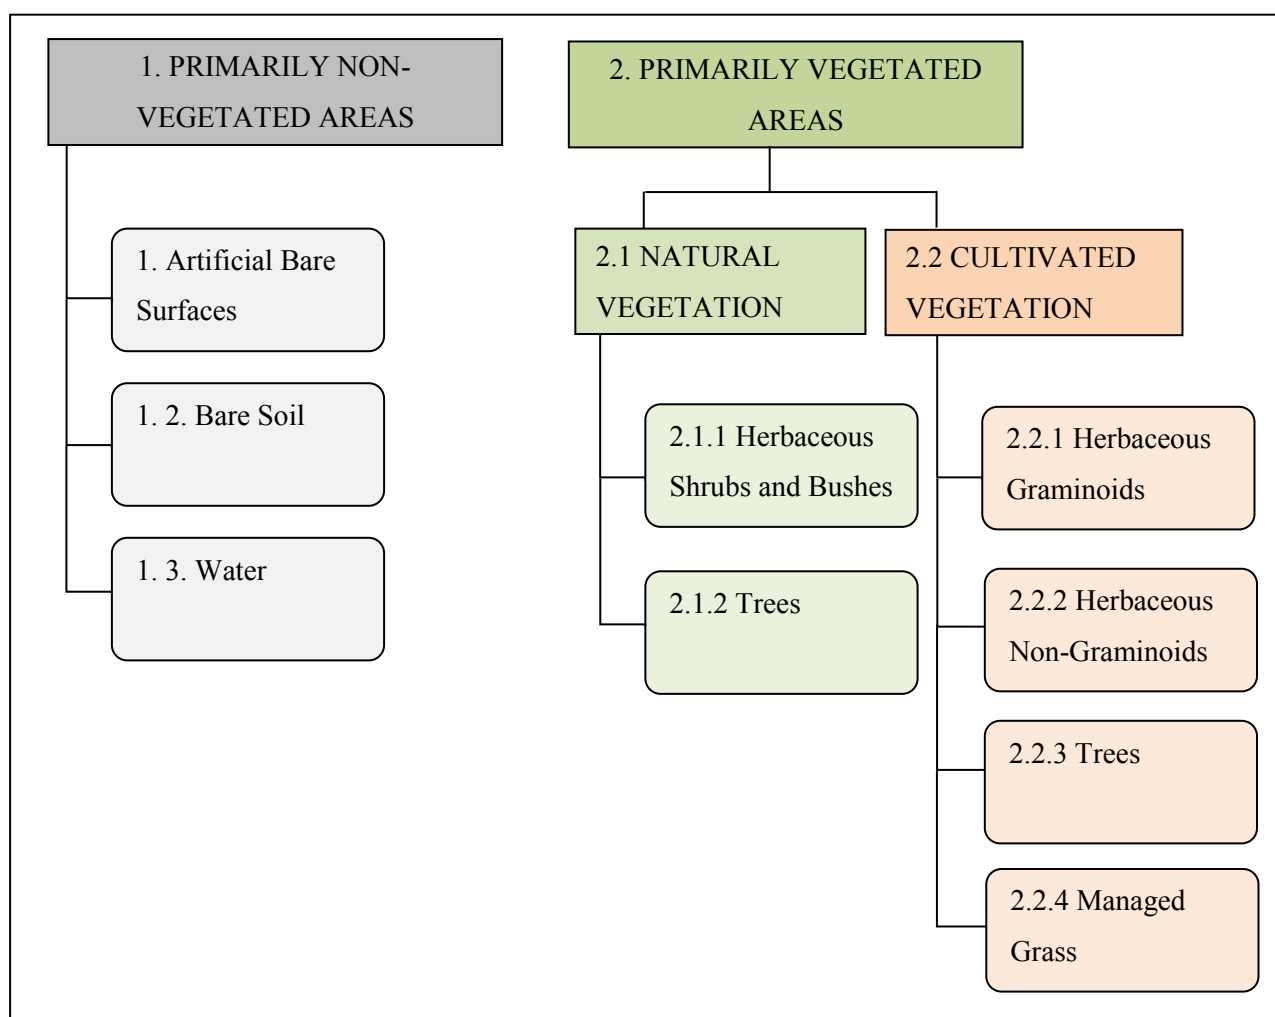 1. PRIMARILY NON-
VEGETATED AREAS
1. Artificial Bare
Surfaces
1. 2. Bare Soil
1. 3. Water
2. PRIMARILY VEGETATED
AREAS
2.1 NATURAL
VEGETATION
2.1.1 Herbaceous
Shrubs and Bushes
2.1.2 Trees
2.2 CULTIVATED
VEGETATION
2.2.1 Herbaceous
Graminoids
2.2.2 Herbaceous
Non-Graminoids
2.2.3 Trees
2.2.4 Managed
Grass